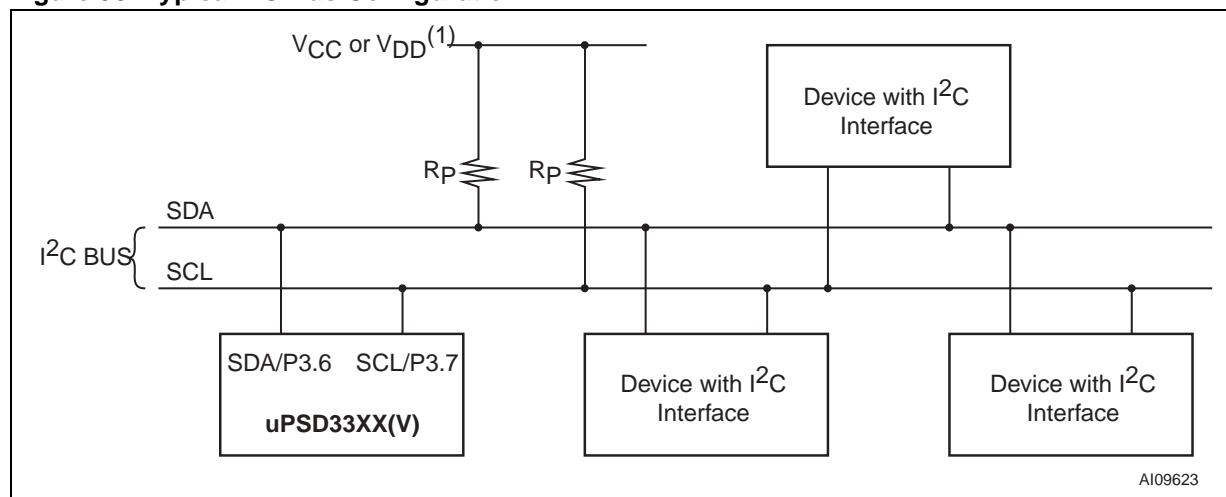 VCC or VDD(1)
Device with I2C
Interface
RP
RP
SDA
I2C BUS
SCL
SDA/P3.6 SCL/P3.7
uPSD33XX(V)
Device with I2C
Interface
Device with I2C
Interface
AI09623